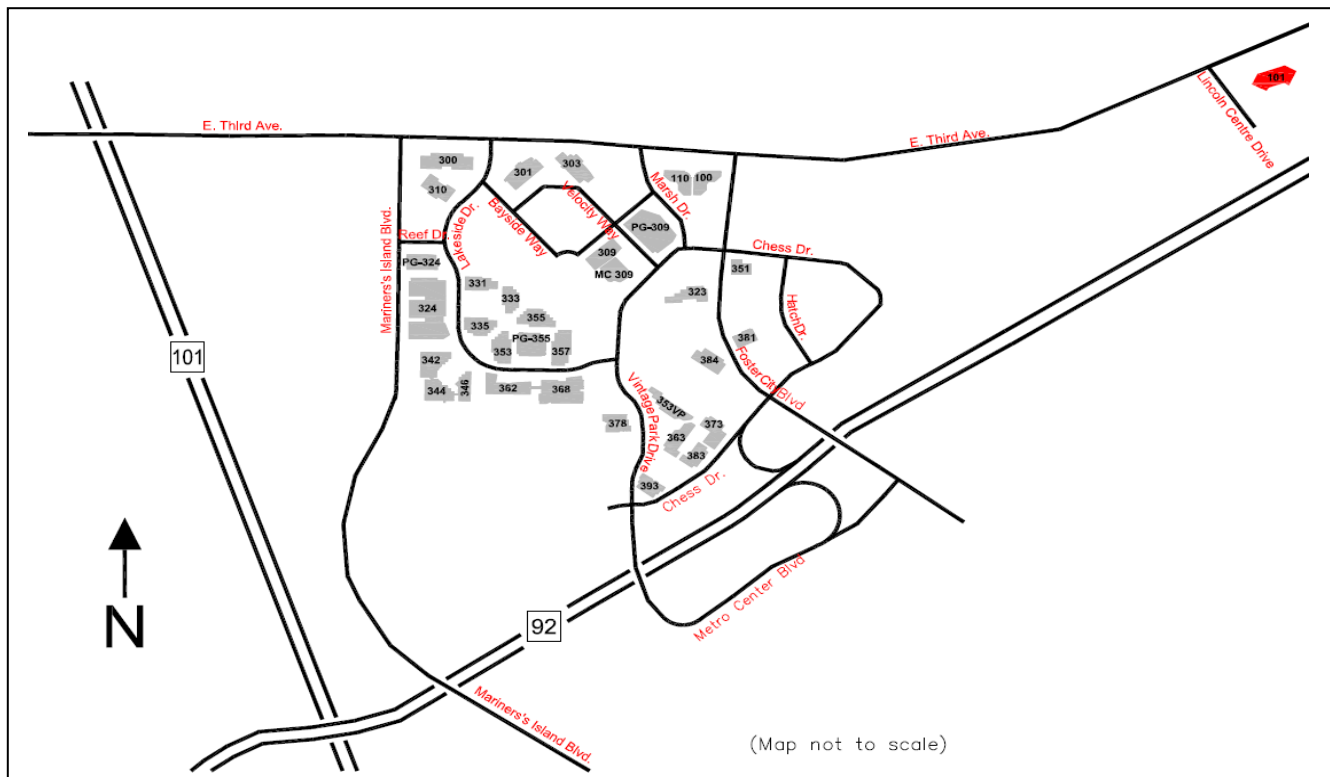 101
Lincoln Centre Drive
E. Third Ave.
E. Third Ave.
300
301
303
110
100
310
Marsh Dr.
Velocity Way
Bayside Way
Lakeside Dr.
Mariners's Island Blvd.
Reef Dr.
PG-309
309
MC 309
Chess Dr.
PG-324
351
331
333
323
324
355
HatchDr.
335
PG-355
353
357
381
384
101
342
344
346
362
368
Foster City Blvd
Vintage Park Drive
353VP
378
363
373
383
393
Chess Dr.
N
92
Metro Center Blvd
Mariners's Island Blvd.
(Map not to scale)